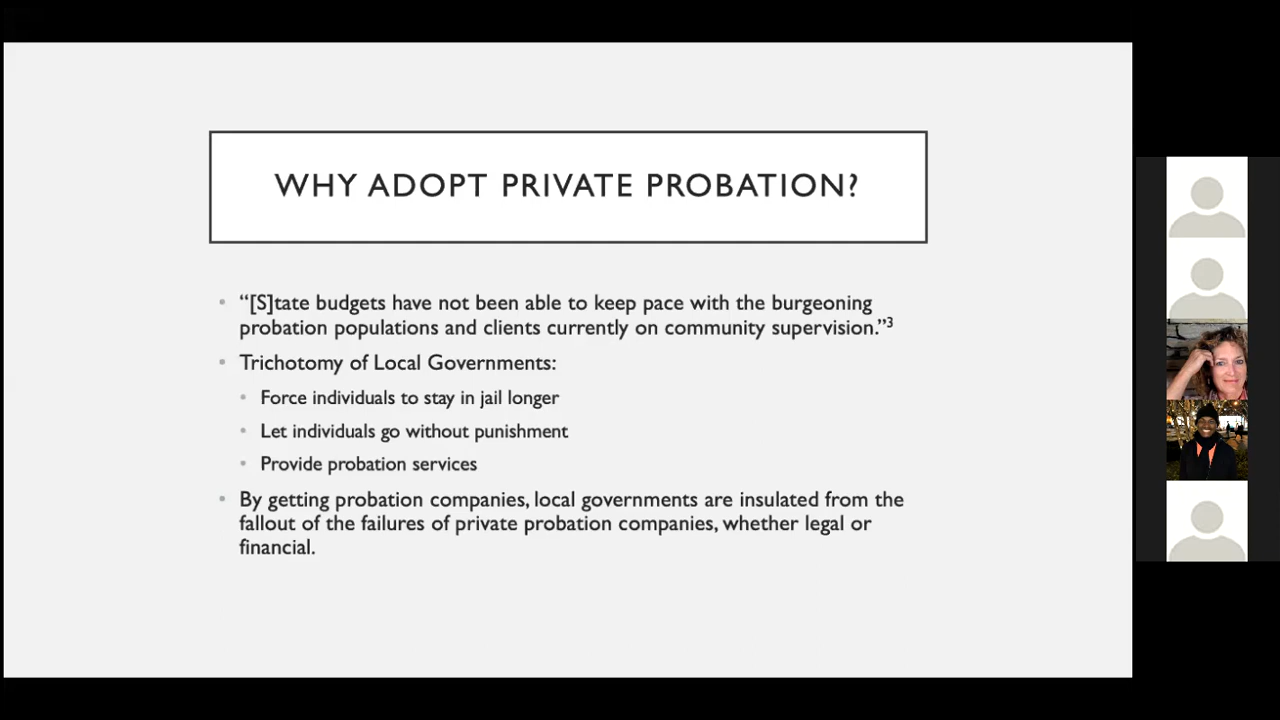 WHY ADOPT PRIVATE PROBATION?
• “[S]tate budgets have not been able to keep pace with the burgeoning
probation populations and clients currently on community supervision.”³
• Trichotomy of Local Governments:
• Force individuals to stay in jail longer
• Let individuals go without punishment
• Provide probation services
• By getting probation companies, local governments are insulated from the
fallout of the failures of private probation companies, whether legal or
financial.